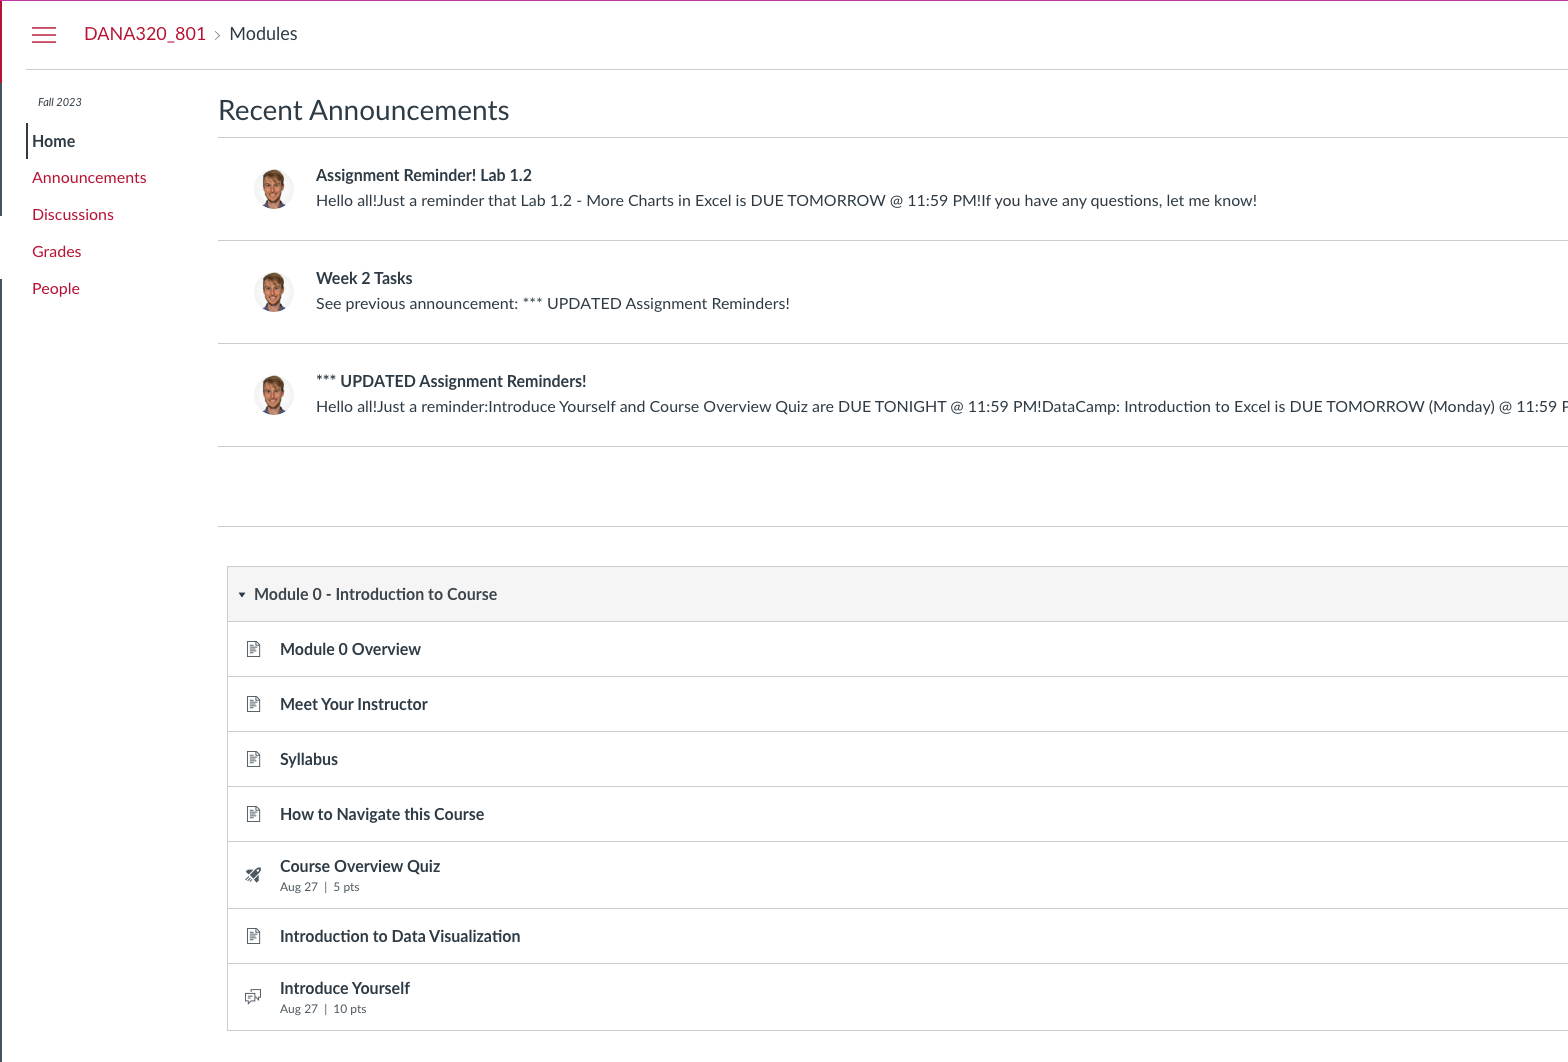 DANA320_801 > Modules
Fall 2023
Home
Announcements
Discussions
Grades
People
Recent Announcements
Assignment Reminder! Lab 1.2
Hello all!Just a reminder that Lab 1.2 - More Charts in Excel is DUE TOMORROW @ 11:59 PM!If you have any questions, let me know!
Week 2 Tasks
See previous announcement: *** UPDATED Assignment Reminders!
*** UPDATED Assignment Reminders!
Hello all!Just a reminder:Introduce Yourself and Course Overview Quiz are DUE TONIGHT @ 11:59 PM!DataCamp: Introduction to Excel is DUE TOMORROW (Monday) @ 11:59 P
Module 0 - Introduction to Course
Module 0 Overview
Meet Your Instructor
Syllabus
How to Navigate this Course
Course Overview Quiz
Aug 27 | 5 pts
Introduction to Data Visualization
Introduce Yourself
Aug 27 | 10 pts